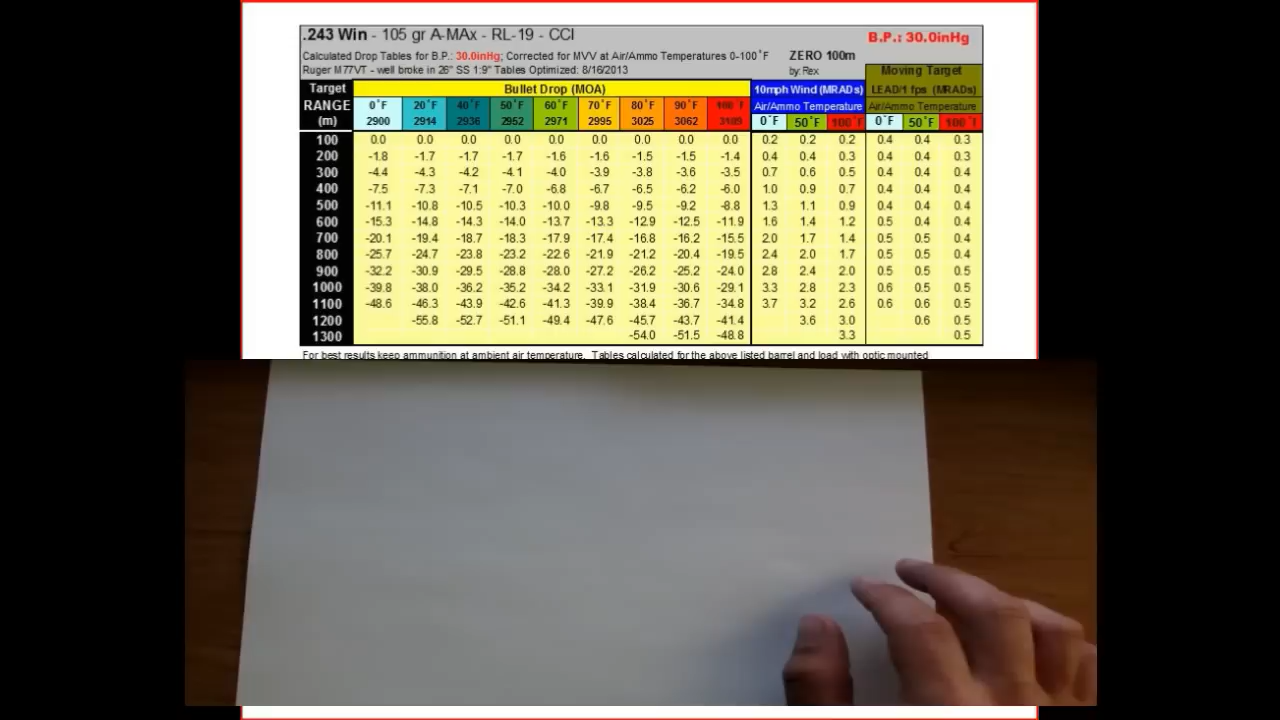 .243 Win - 105 gr A-MAx - RL-19 - CCI B.P.: 30.0inHg
Calculated Drop Tables for B.P.: 30.0inHg; Corrected for MVV at Air/Ammo Temperatures 0-100°F ZERO 100m
Ruger M77VT - well broke in 26" SS 1:9" Tables Optimized: 8/16/2013 by: Rex Moving Target
Target Bullet Drop (MOA) 10mph Wind (MRADs) LEAD/1 fps (MRADs)
RANGE 0°F 20°F 40°F 50°F 60°F 70°F 80°F 90°F 100°F Air/Ammo Temperature Air/Ammo Temperature
(m) 2900 2914 2936 2952 2971 2995 3025 3062 3109 0°F 50°F 100°F 0°F 50°F 100°F
100 0.0 0.0 0.0 0.0 0.0 0.0 0.0 0.0 0.0 0.2 0.2 0.2 0.4 0.4 0.3
200 -1.8 -1.7 -1.7 -1.7 -1.6 -1.6 -1.5 -1.5 -1.4 0.4 0.4 0.3 0.4 0.4 0.3
300 -4.4 -4.3 -4.2 -4.1 -4.0 -3.9 -3.8 -3.6 -3.5 0.7 0.6 0.5 0.4 0.4 0.4
400 -7.5 -7.3 -7.1 -7.0 -6.8 -6.7 -6.5 -6.2 -6.0 1.0 0.9 0.7 0.4 0.4 0.4
500 -11.1 -10.8 -10.5 -10.3 -10.0 -9.8 -9.5 -9.2 -8.8 1.3 1.1 0.9 0.5 0.4 0.4
600 -15.3 -14.8 -14.3 -14.0 -13.7 -13.3 -12.9 -12.5 -11.9 1.6 1.4 1.2 0.5 0.4 0.4
700 -20.1 -19.4 -18.7 -18.3 -17.9 -17.4 -16.8 -16.2 -15.5 2.0 1.7 1.4 0.5 0.5 0.4
800 -25.7 -24.7 -23.8 -23.2 -22.6 -21.9 -21.2 -20.4 -19.5 2.4 2.0 1.7 0.5 0.5 0.4
900 -32.2 -30.9 -29.5 -28.8 -28.0 -27.2 -26.2 -25.2 -24.0 2.8 2.4 2.0 0.5 0.5 0.5
1000 -39.8 -38.0 -36.2 -35.2 -34.2 -33.1 -31.9 -30.6 -29.1 3.3 2.8 2.3 0.6 0.5 0.5
1100 -48.6 -46.3 -43.9 -42.6 -41.3 -39.9 -38.4 -36.7 -34.8 3.7 3.2 2.6 0.6 0.6 0.5
1200 -55.8 -52.7 -51.1 -49.4 -47.6 -45.7 -43.7 -41.4 3.6 3.0 0.6 0.5
1300 -54.0 -51.5 -48.8 3.3 0.5
For best results keep ammunition at ambient air temperature. Tables calculated for the above listed barrel and load with optic mounted